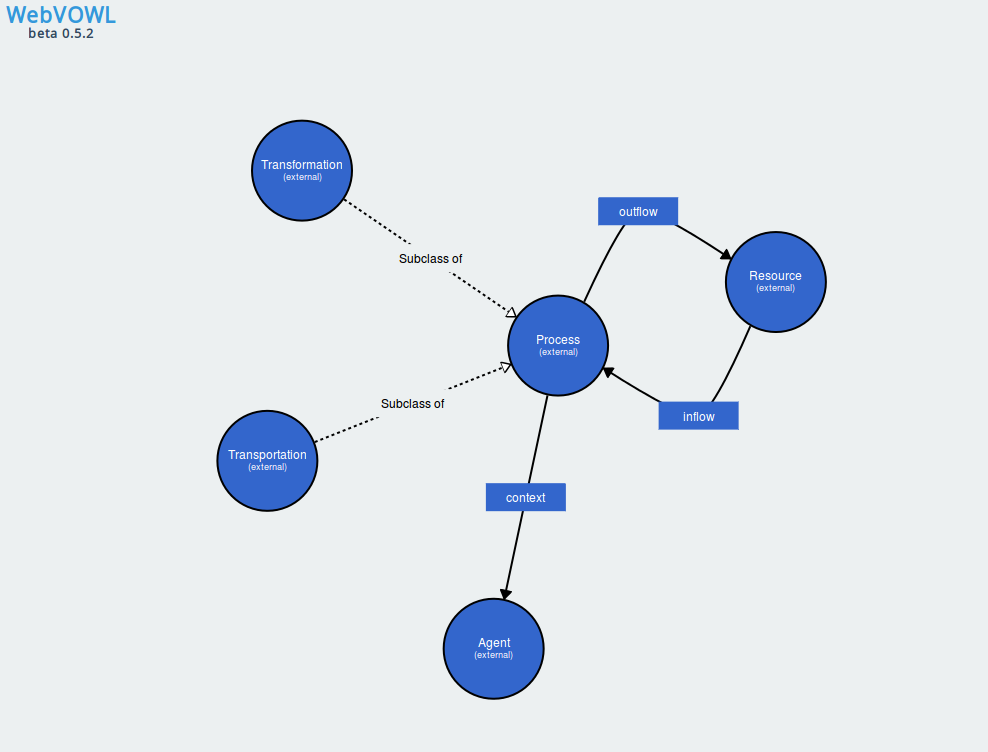 WebVOWL
beta 0.5.2
Transformation
(external)
outflow
Subclass of
Resource
(external)
Process
(external)
Subclass of
inflow
Transportation
(external)
context
Agent
(external)